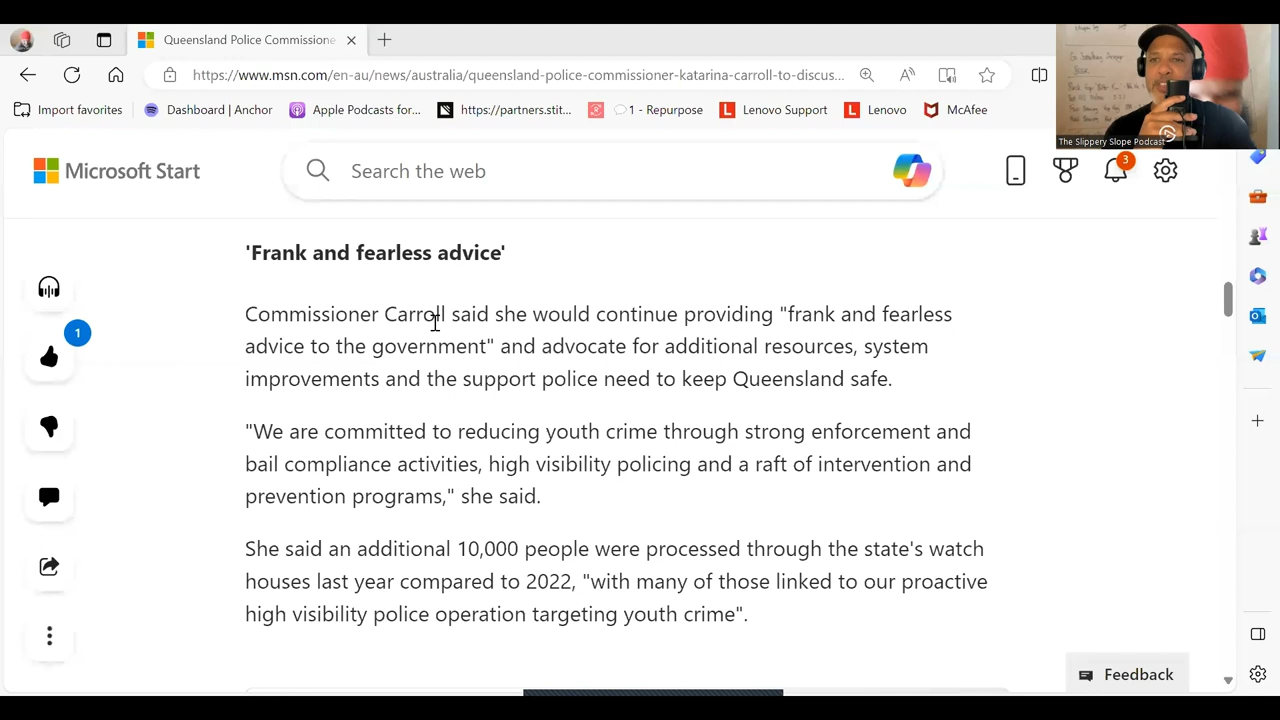 Queensland Police Commissione
https://www.msn.com/en-au/news/australia/queensland-police-commissioner-katarina-carroll-to-discus...
Import favorites
Dashboard | Anchor
Apple Podcasts for...
https://partners.stit...
1 - Repurpose
Lenovo Support
Lenovo
McAfee
The Slippery Slope Podcast
Microsoft Start
Search the web
3
'Frank and fearless advice'
1
Commissioner Carroll said she would continue providing "frank and fearless
advice to the government" and advocate for additional resources, system
improvements and the support police need to keep Queensland safe.
"We are committed to reducing youth crime through strong enforcement and
bail compliance activities, high visibility policing and a raft of intervention and
prevention programs," she said.
She said an additional 10,000 people were processed through the state's watch
houses last year compared to 2022, "with many of those linked to our proactive
high visibility police operation targeting youth crime".
Feedback